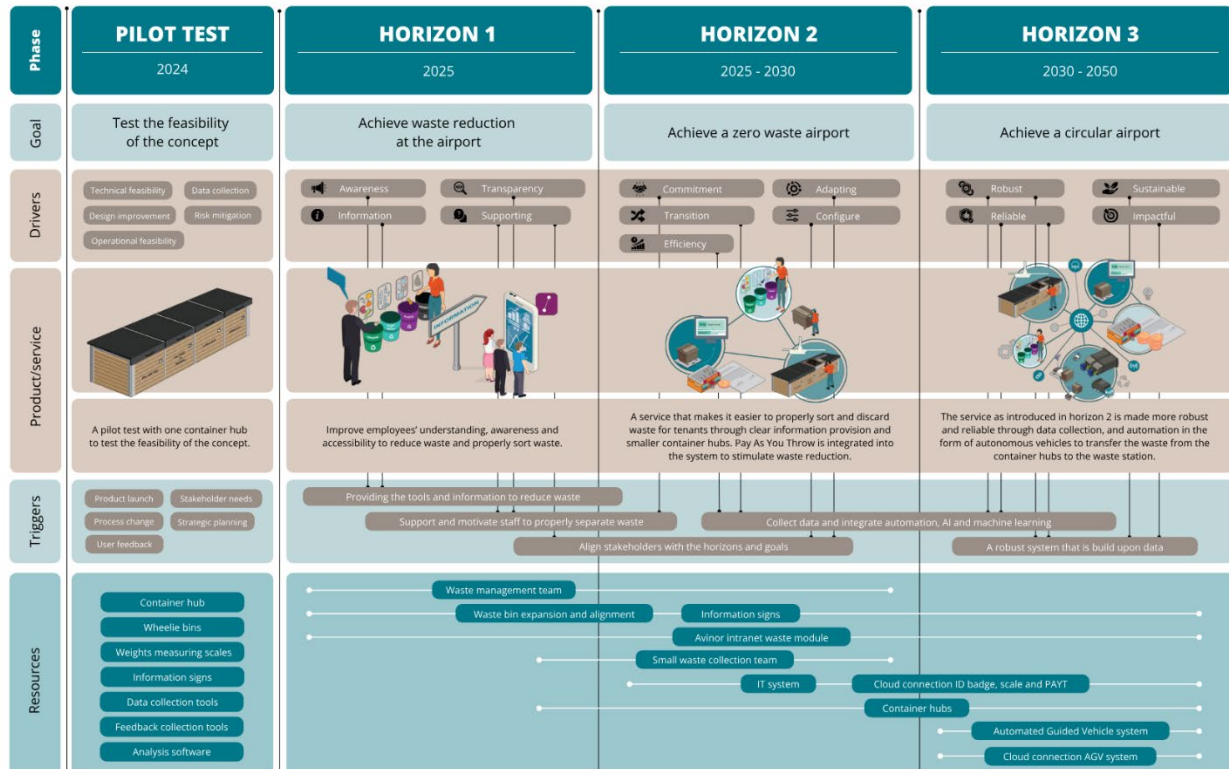 Phase
PILOT TEST
2024
HORIZON 1
2025
HORIZON 2
2025 - 2030
HORIZON 3
2030 - 2050
Goal
Test the feasibility
of the concept
Achieve waste reduction
at the airport
Achieve a zero waste airport
Achieve a circular airport
Drivers
Technical feasibility
Data collection
Design improvement
Risk mitigation
Operational feasibility
Awareness
Transparency
Information
Supporting
Commitment
Adapting
Transition
Configure
Efficiency
Robust
Sustainable
Reliable
Impactful
Product/service
INFORMATION
A pilot test with one container hub
to test the feasibility of the concept.
Improve employees' understanding, awareness and
accessibility to reduce waste and properly sort waste.
A service that makes it easier to properly sort and discard
waste for tenants through clear information provision and
smaller container hubs. Pay As You Throw is integrated into
the system to stimulate waste reduction.
The service as introduced in horizon 2 is made more robust
and reliable through data collection, and automation in the
form of autonomous vehicles to transfer the waste from the
container hubs to the waste station.
Triggers
Product launch
Stakeholder needs
Process change
Strategic planning
User feedback
Providing the tools and information to reduce waste
Support and motivate staff to properly separate waste
Collect data and integrate automation, AI and machine learning
Align stakeholders with the horizons and goals
A robust system that is build upon data
Resources
Container hub
Wheelie bins
Weights measuring scales
Information signs
Data collection tools
Feedback collection tools
Analysis software
Waste management team
Waste bin expansion and alignment
Information signs
Avinor intranet waste module
Small waste collection team
IT system
Cloud connection ID badge, scale and PAYT
Container hubs
Automated Guided Vehicle system
Cloud connection AGV system